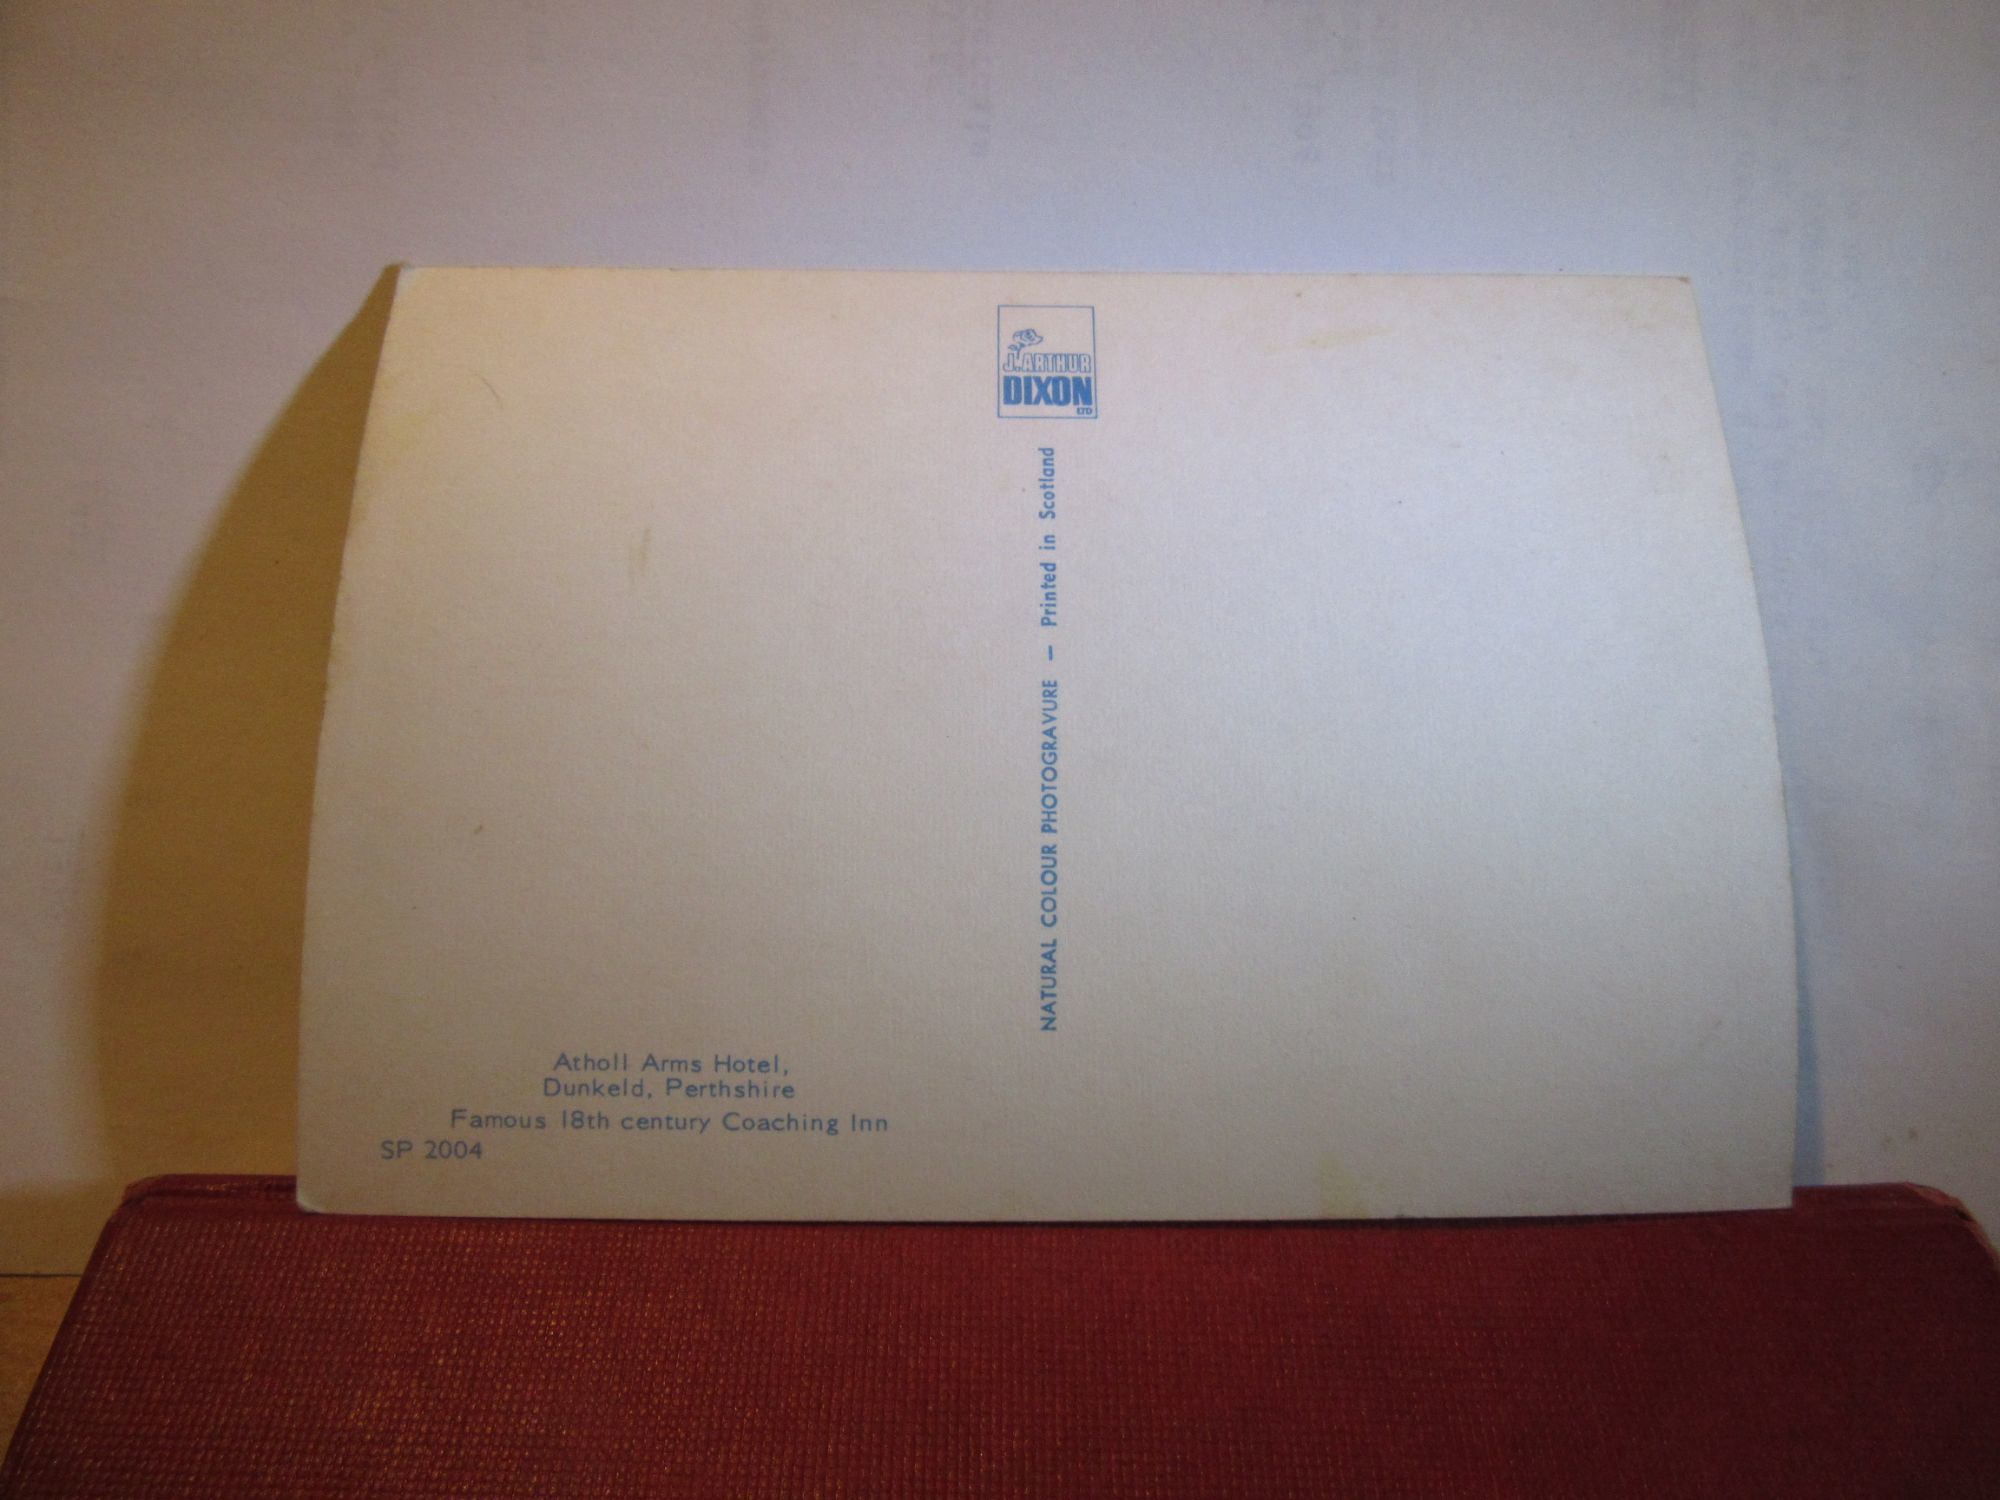 J. ARTHUR
DIXON
LTD
NATURAL COLOUR PHOTOGRAVURE — Printed in Scotland
Atholl Arms Hotel,
Dunkeld, Perthshire
Famous 18th century Coaching Inn
SP 2004